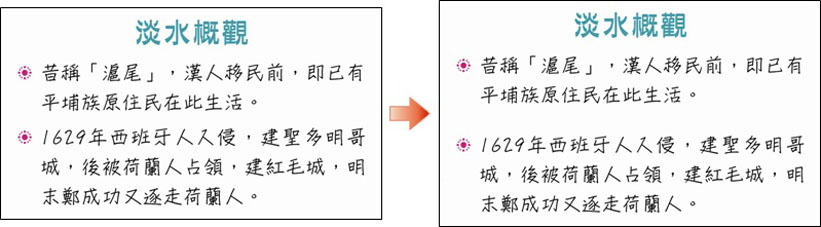 淡水概觀
昔稱「滬尾」，漢人移民前，即已有
平埔族原住民在此生活。
1629年西班牙人入侵，建聖多明哥
城，後被荷蘭人占領，建紅毛城，明
末鄭成功又逐走荷蘭人。
淡水概觀
昔稱「滬尾」，漢人移民前，即已有
平埔族原住民在此生活。
1629年西班牙人入侵，建聖多明哥
城，後被荷蘭人占領，建紅毛城，明
末鄭成功又逐走荷蘭人。